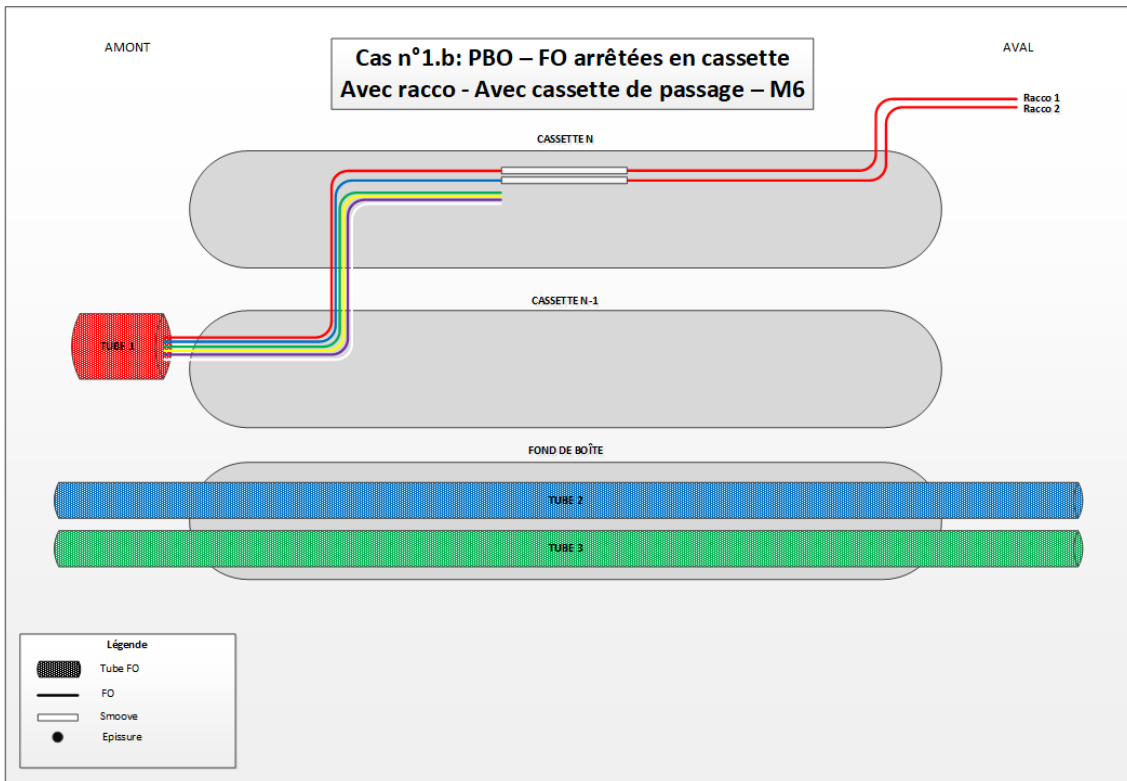 AMONT
AVAL
Cas n°1.b: PBO – FO arrêtées en cassette
Avec racco - Avec cassette de passage – M6
Racco 1
Racco 2
CASSETTE N
CASSETTE N-1
TUBE 1
FOND DE BOÎTE
TUBE 2
TUBE 3
Légende
Tube FO
FO
Smoove
Epissure